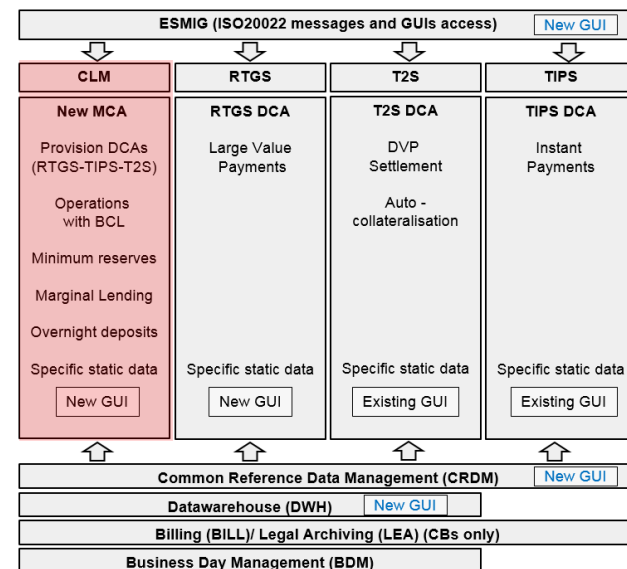 ESMIG (ISO20022 messages and GUIs access)
New GUI
CLM
New MCA
Provision DCAs
(RTGS-TIPS-T2S)
Operations
with BCL
Minimum reserves
Marginal Lending
Overnight deposits
Specific static data
New GUI
RTGS
RTGS DCA
Large Value
Payments
Specific static data
New GUI
T2S
T2S DCA
DVP
Settlement
Auto -
collateralisation
Specific static data
Existing GUI
TIPS
TIPS DCA
Instant
Payments
Specific static data
Existing GUI
Common Reference Data Management (CRDM)
New GUI
Datawarehouse (DWH)
New GUI
Billing (BILL)/ Legal Archiving (LEA) (CBs only)
Business Day Management (BDM)